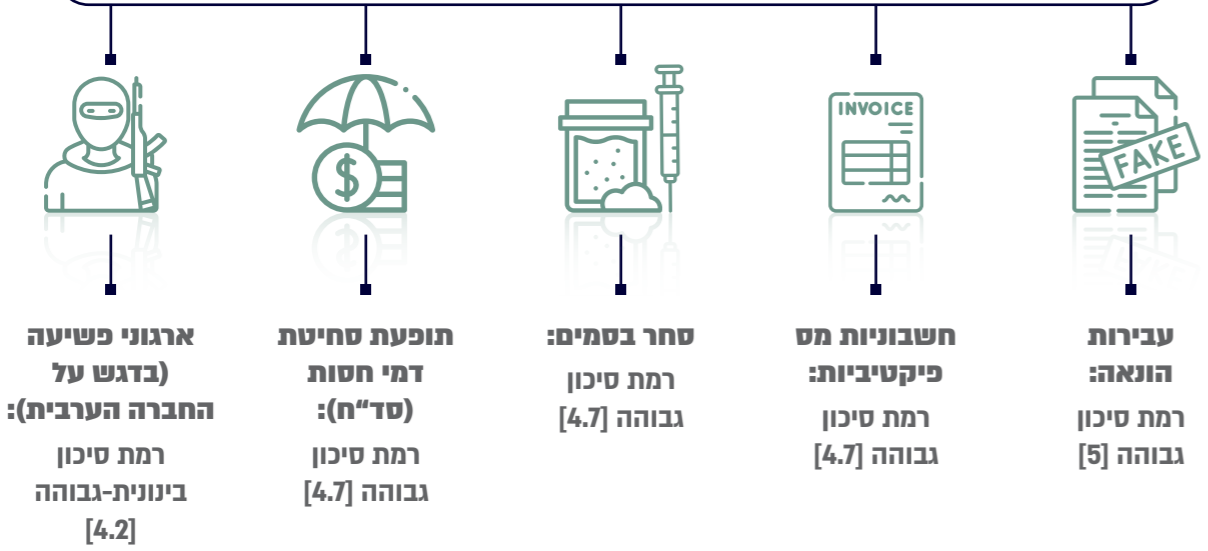 INVOICE
FAKE
עבירות
הונאה:
רמת סיכון
גבוהה [5]
חשבוניות מס
פיקטיביות:
רמת סיכון
גבוהה [4.7]
סחר בסמים:
רמת סיכון
גבוהה [4.7]
תופעת סחיטת
דמי חסות
(סד"ח):
רמת סיכון
גבוהה [4.7]
ארגוני פשיעה
(בדגש על
החברה הערבית):
רמת סיכון
בינונית-גבוהה
[4.2]